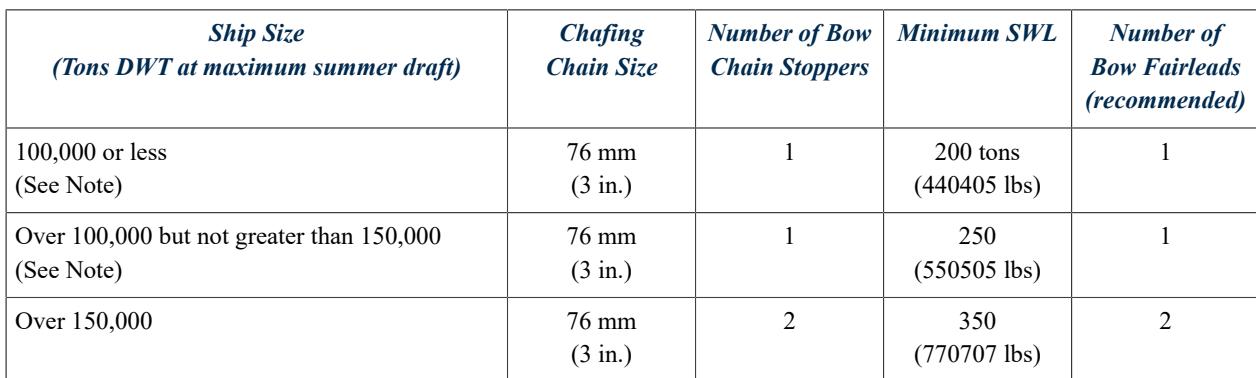 Ship Size
(Tons DWT at maximum summer draft)
Chafing
Chain Size
Number of Bow
Chain Stoppers
Minimum SWL
Number of
Bow Fairleads
(recommended)
100,000 or less
(See Note)
76 mm
(3 in.)
1
200 tons
(440405 lbs)
1
Over 100,000 but not greater than 150,000
(See Note)
76 mm
(3 in.)
1
250
(550505 lbs)
1
Over 150,000
76 mm
(3 in.)
2
350
(770707 lbs)
2